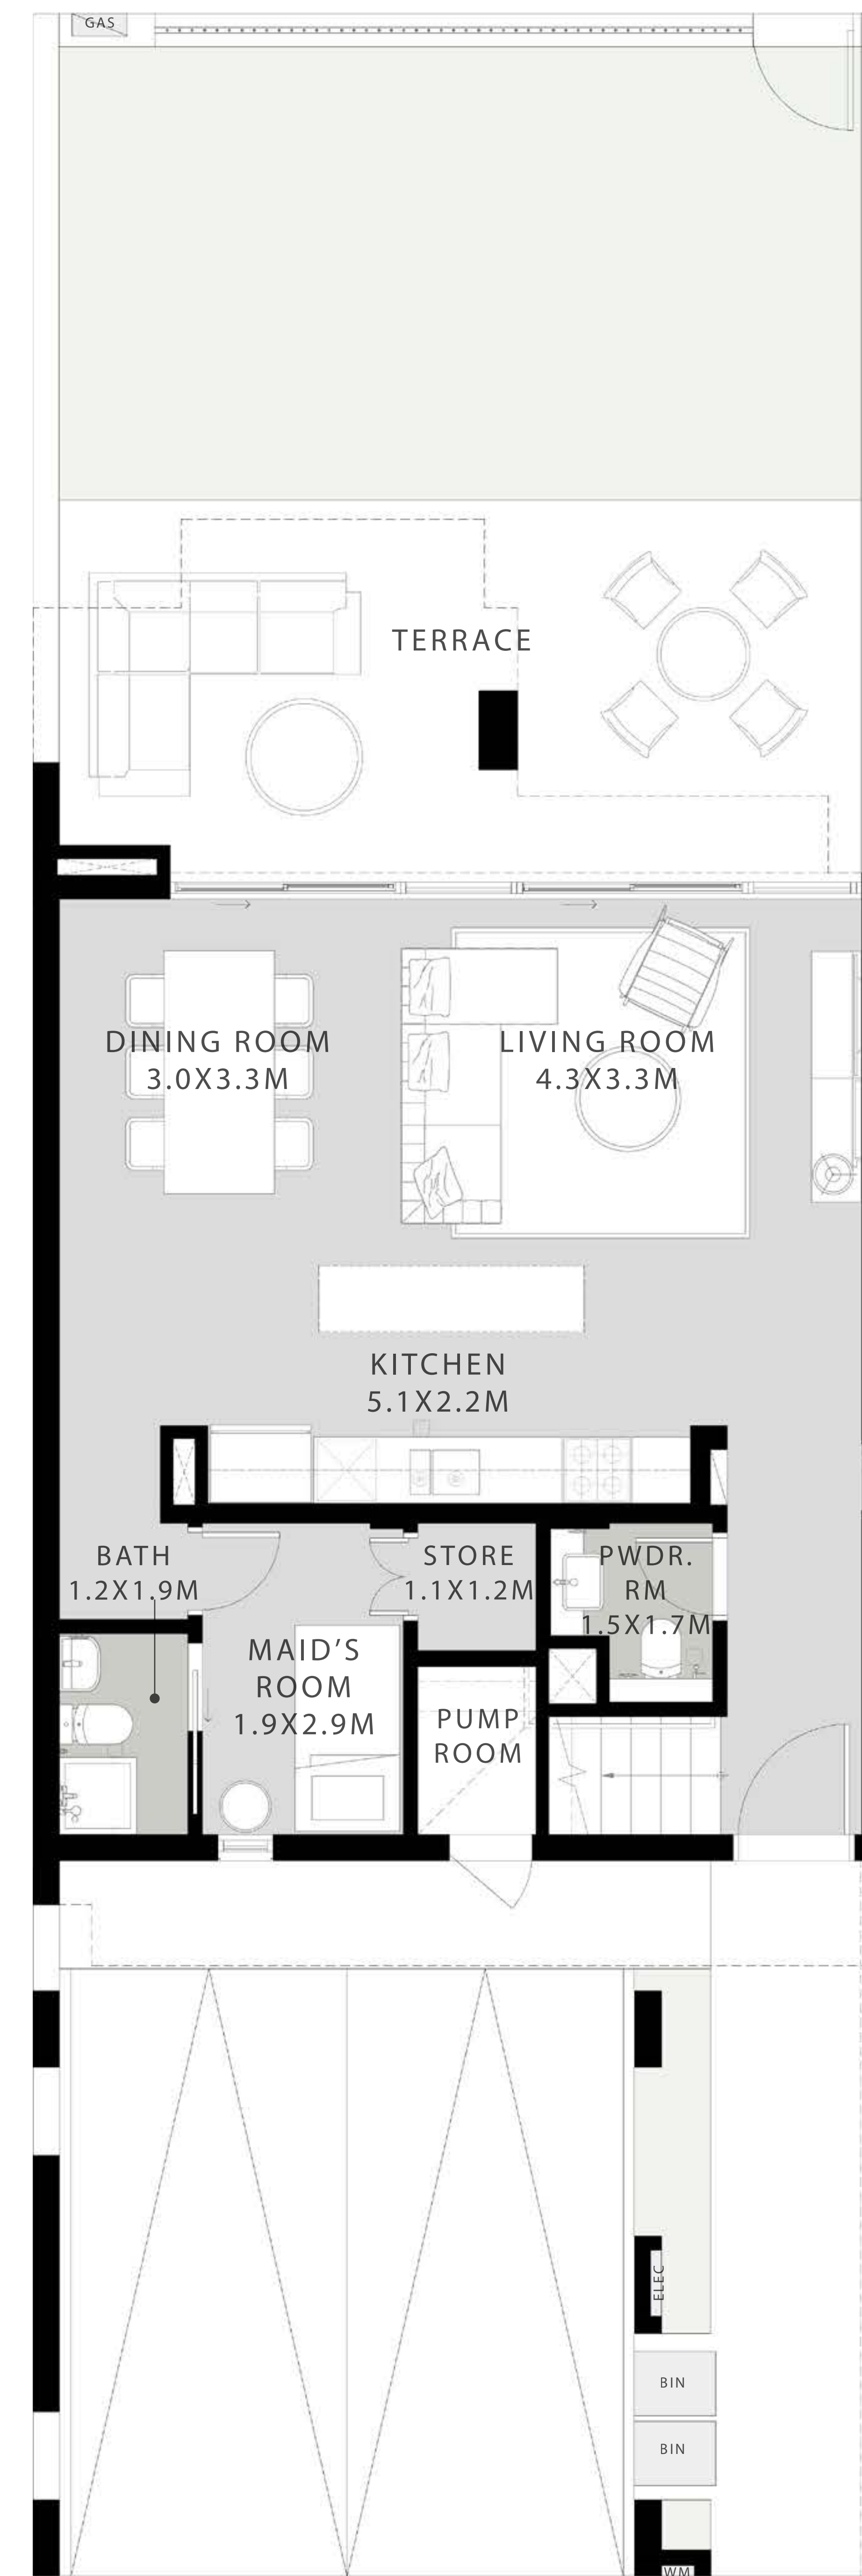 GAS
TERRACE
DINING ROOM
3.0X3.3M
LIVING ROOM
4.3X3.3M
KITCHEN
5.1X2.2M
BATH
1.2X1.9M
STORE
1.1X1.2M
PWDR.
RM
1.5X1.7M
MAID’S
ROOM
1.9X2.9M
PUMP
ROOM
ELEC
BIN
BIN
WM